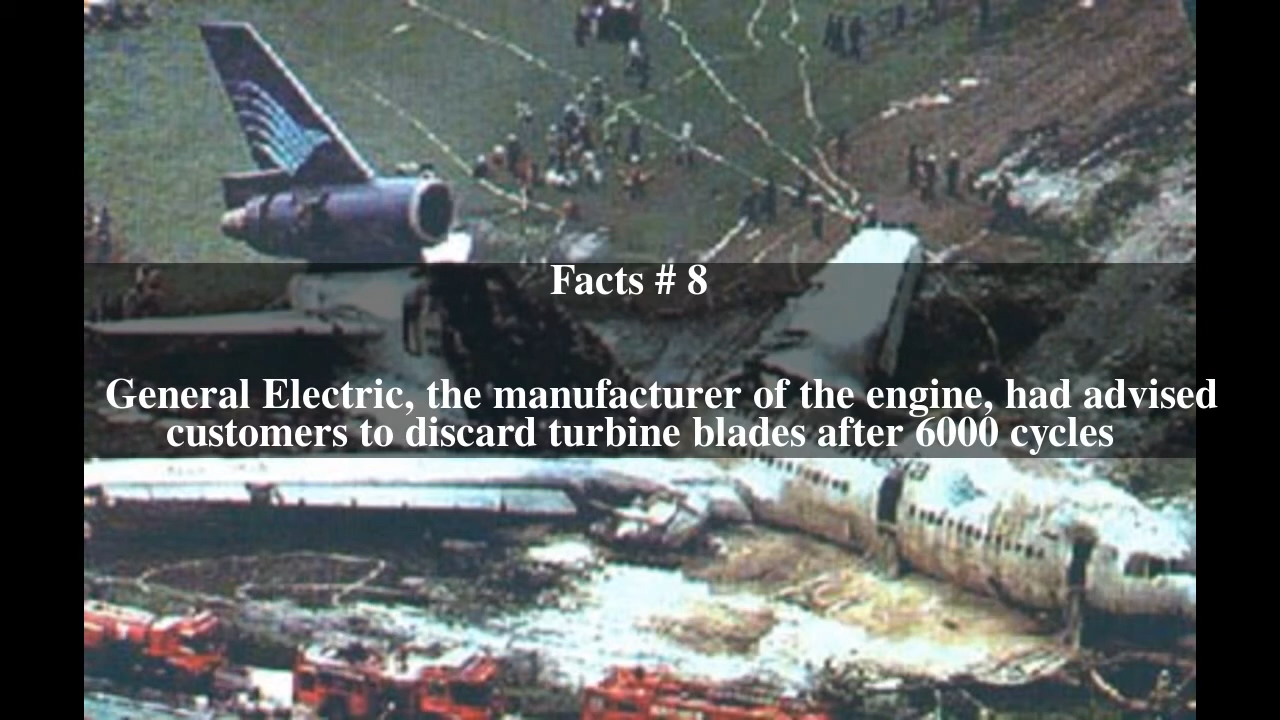 Facts # 8
General Electric, the manufacturer of the engine, had advised
customers to discard turbine blades after 6000 cycles